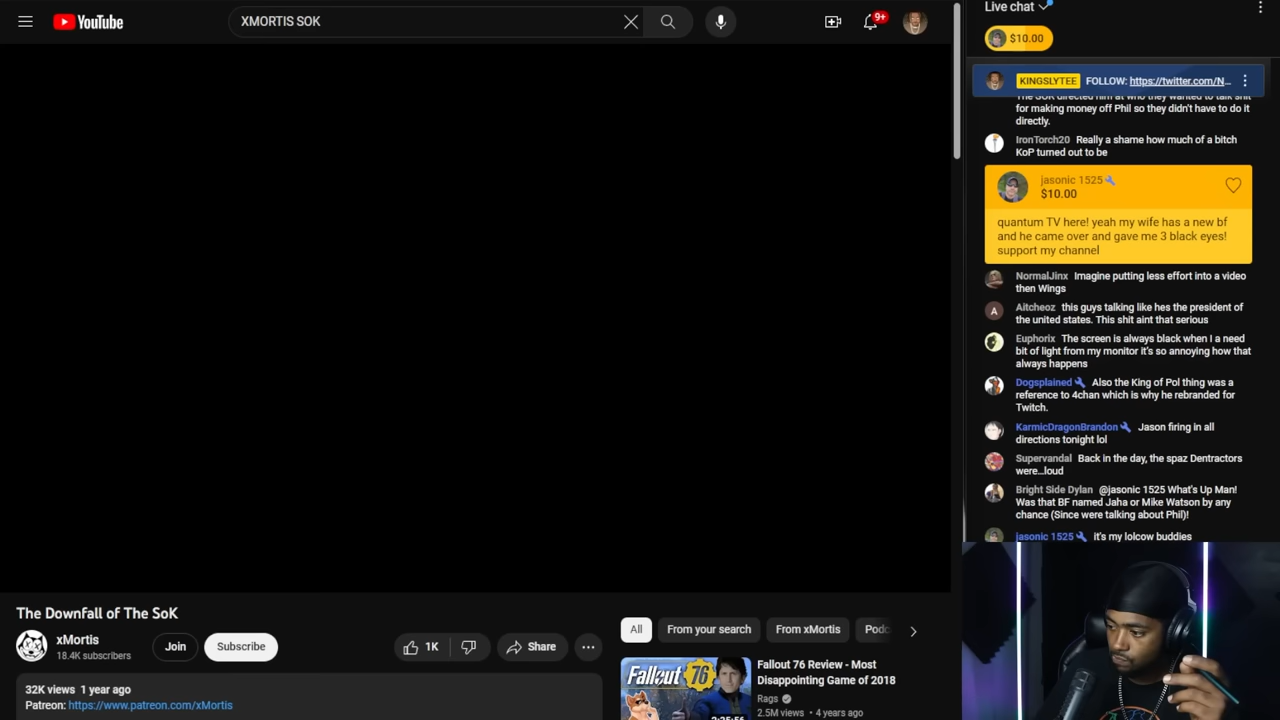 YouTube
XMORTIS SOK
9+
Live chat
$10.00
KINGSLYTEE FOLLOW: https://twitter.com/N...
The SOK directed him at who they wanted to talk shit
for making money off Phil so they didn't have to do it
directly.
IronTorch20 Really a shame how much of a bitch
KoP turned out to be
jasonic 1525
$10.00
quantum TV here! yeah my wife has a new bf
and he came over and gave me 3 black eyes!
support my channel
NormalJinx Imagine putting less effort into a video
then Wings
A
Aitcheoz this guys talking like hes the president of
the united states. This shit aint that serious
Euphorix The screen is always black when I a need
bit of light from my monitor it's so annoying how that
always happens
Dogsplained Also the King of Pol thing was a
reference to 4chan which is why he rebranded for
Twitch.
KarmicDragonBrandon Jason firing in all
directions tonight lol
Supervandal Back in the day, the spaz Dentractors
were...loud
Bright Side Dylan @jasonic 1525 What's Up Man!
Was that BF named Jaha or Mike Watson by any
chance (Since were talking about Phil)!
jasonic 1525 it's my lolcow buddies
The Downfall of The SoK
xMortis
18.4K subscribers
Join
Subscribe
1K
Share
32K views 1 year ago
Patreon: https://www.patreon.com/xMortis
All
From your search
From xMortis
Podc
Fallout 76
2:25:56
Fallout 76 Review - Most
Disappointing Game of 2018
Rags
2.5M views • 4 years ago